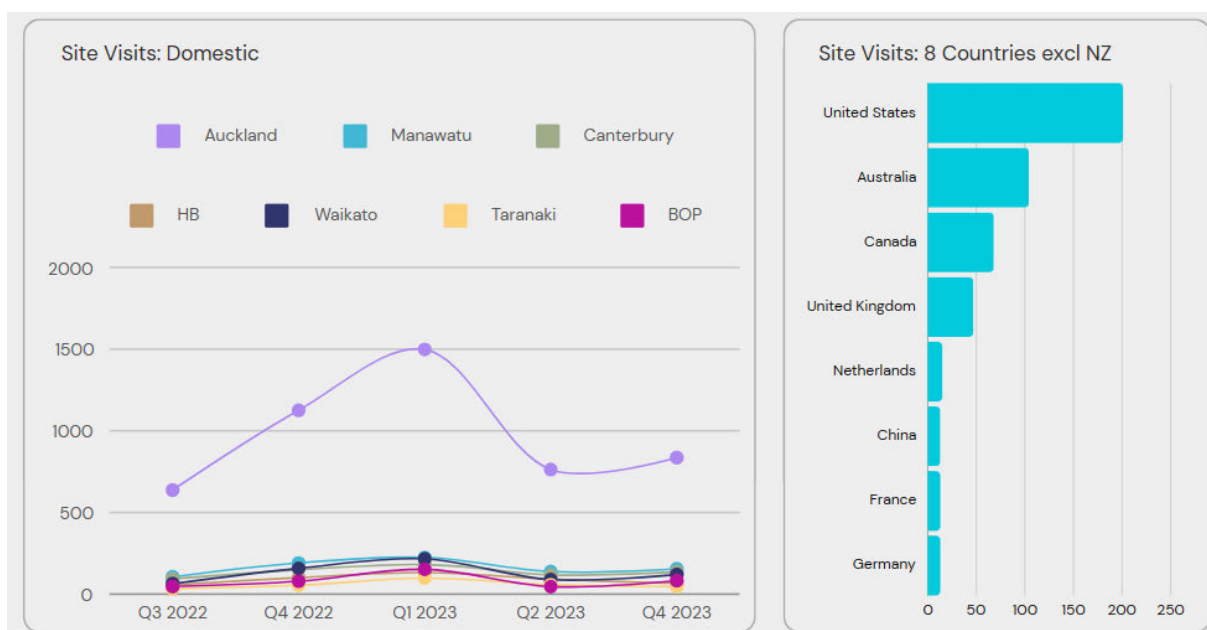 Site Visits: Domestic
Auckland Manawatu Canterbury
HB Waikato Taranaki BOP
2000
1500
1000
500
0
Q3 2022 Q4 2022 Q1 2023 Q2 2023 Q4 2023
Site Visits: 8 Countries excl NZ
United States
Australia
Canada
United Kingdom
Netherlands
China
France
Germany
0 50 100 150 200 250